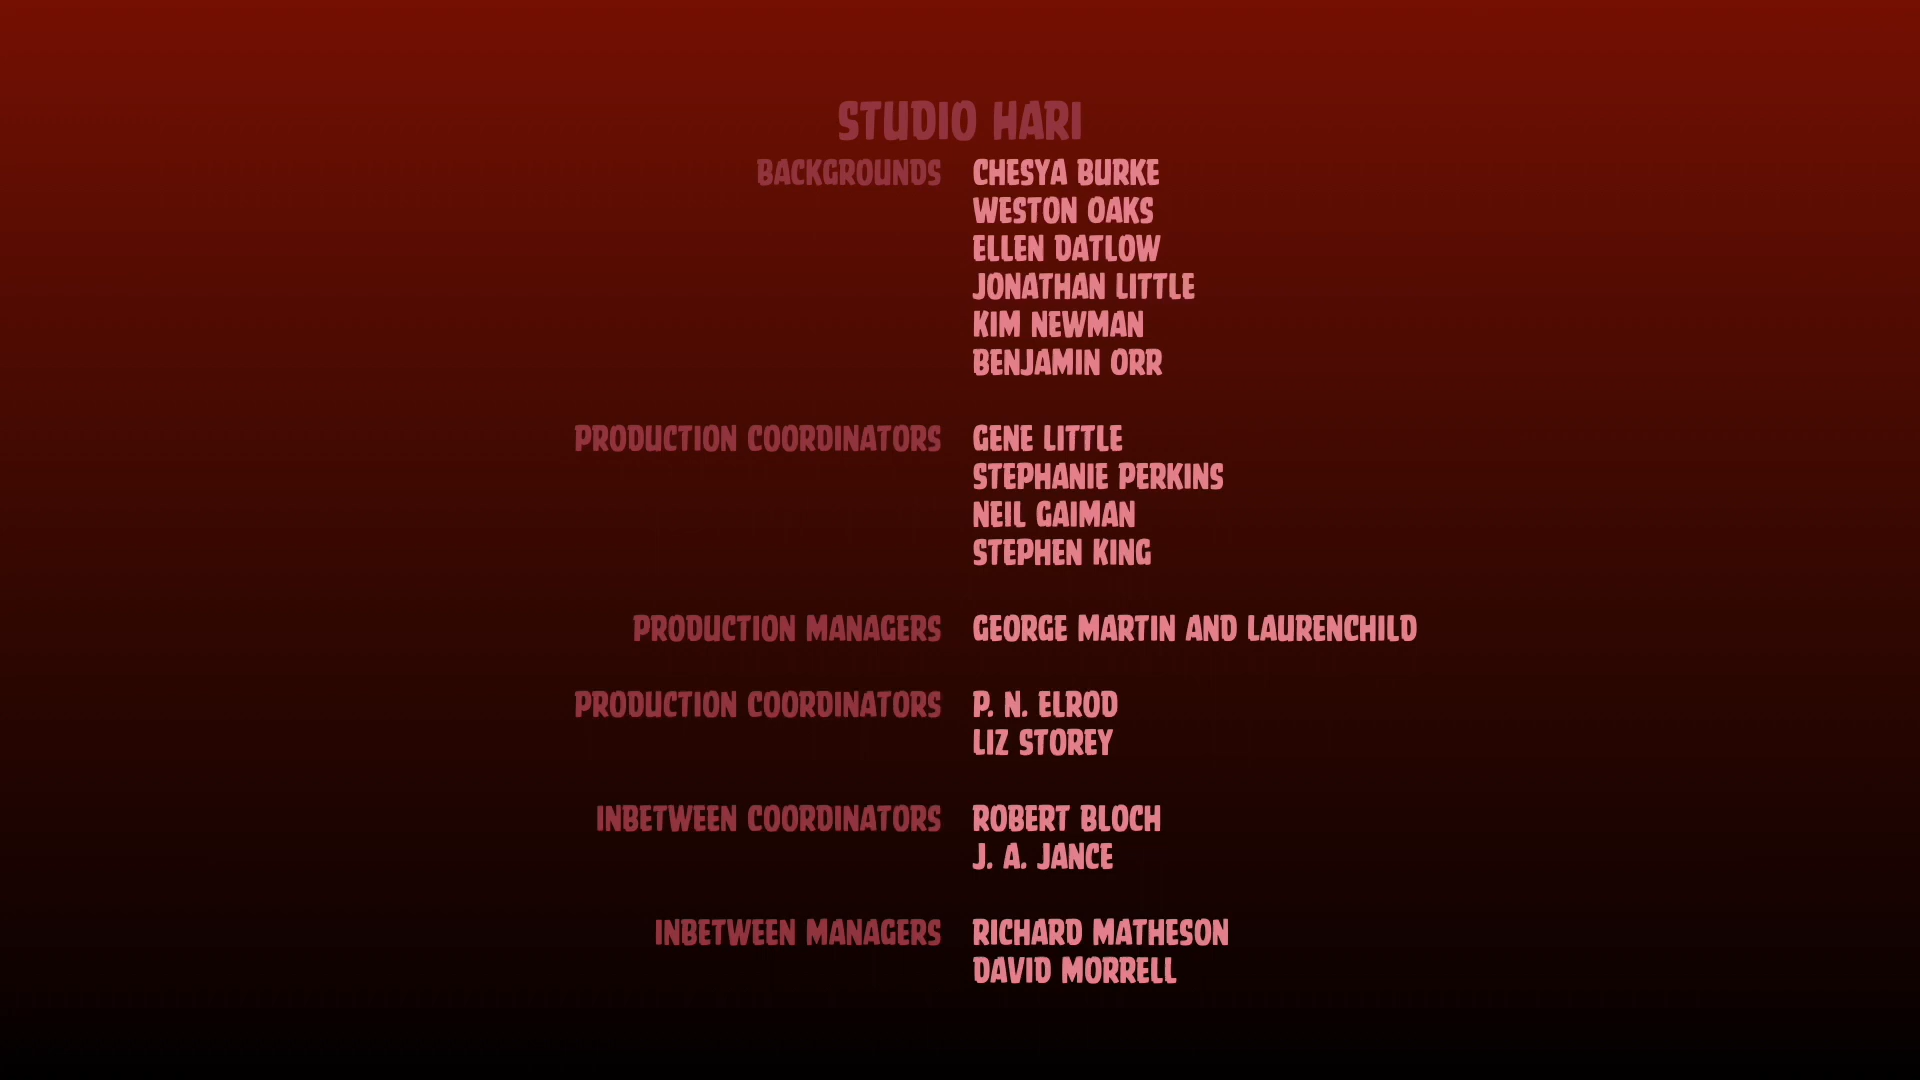 STUDIO HARI
BACKGROUNDS CHESYA BURKE
WESTON OAKS
ELLEN DATLOW
JONATHAN LITTLE
KIM NEWMAN
BENJAMIN ORR
PRODUCTION COORDINATORS GENE LITTLE
STEPHANIE PERKINS
NEIL GAIMAN
STEPHEN KING
PRODUCTION MANAGERS GEORGE MARTIN AND LAURENCHILD
PRODUCTION COORDINATORS P. N. ELROD
LIZ STOREY
INBETWEEN COORDINATORS ROBERT BLOCH
J. A. JANCE
INBETWEEN MANAGERS RICHARD MATHESON
DAVID MORRELL